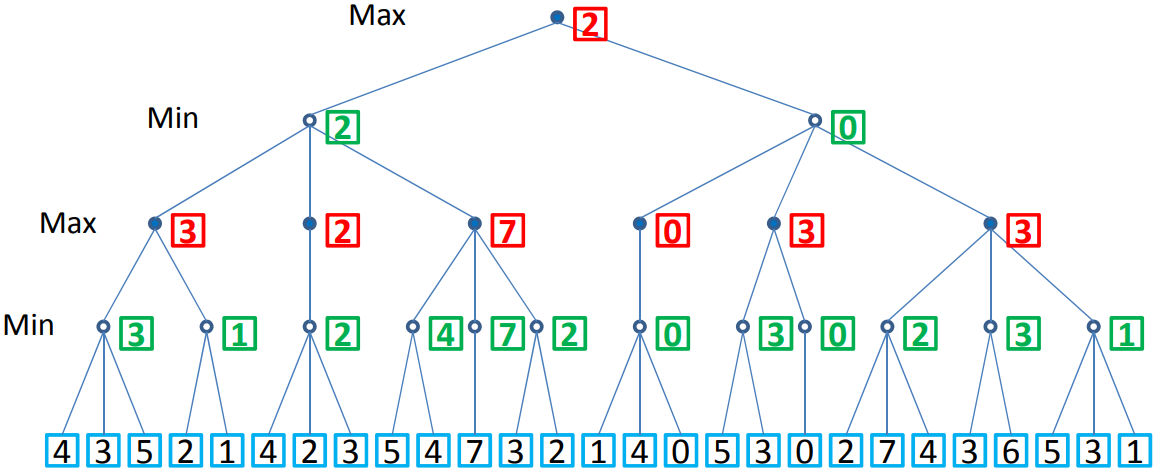 Max 2
Min 2 0
Max 3 2 7 0 3 3
Min 3 1 2 4 7 2 0 3 0 2 3 1
4 3 5 2 1 4 2 3 5 4 7 3 2 1 4 0 5 3 0 2 7 4 3 6 5 3 1